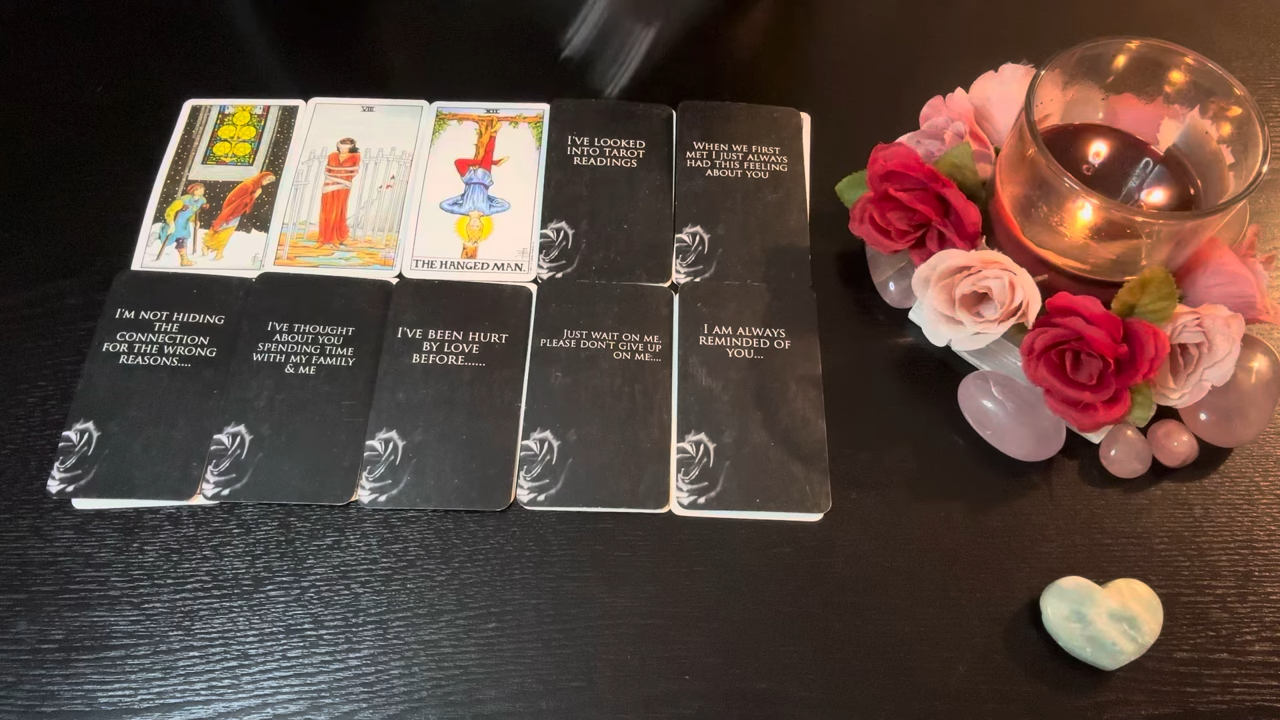 VIII
XII
THE HANGED MAN.
I'VE LOOKED
INTO TAROT
READINGS
WHEN WE FIRST
MET I JUST ALWAYS
HAD THIS FEELING
ABOUT YOU
I'M NOT HIDING
THE
CONNECTION
FOR THE WRONG
REASONS....
I'VE THOUGHT
ABOUT YOU
SPENDING TIME
WITH MY FAMILY
& ME
I'VE BEEN HURT
BY LOVE
BEFORE......
JUST WAIT ON ME,
PLEASE DON'T GIVE UP
ON ME....
I AM ALWAYS
REMINDED OF
YOU...